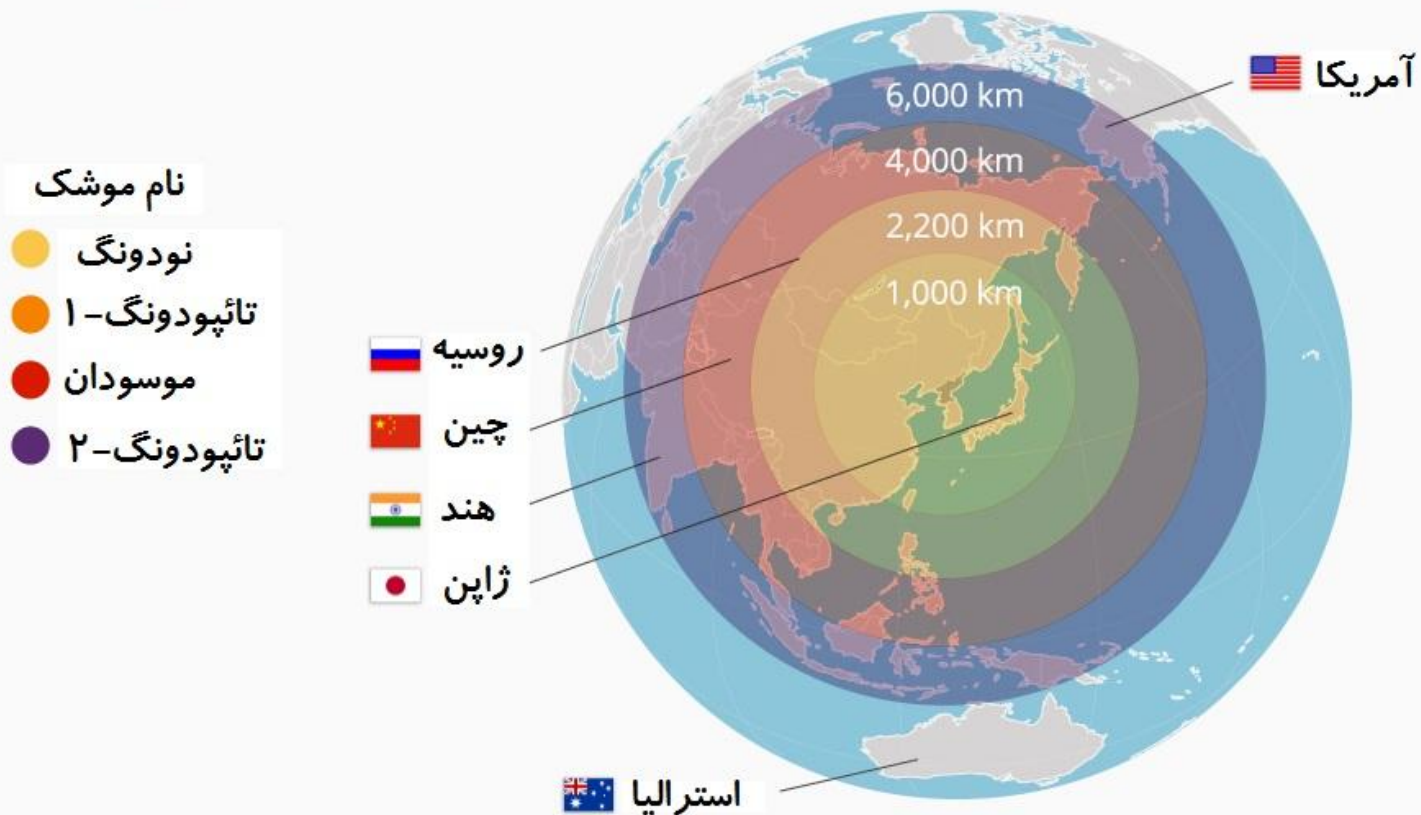 آمریکا
6,000 km
4,000 km
2,200 km
1,000 km
نام موشک
نودونگ
تائپودونگ-۱
موسودان
تائپودونگ-۲
روسیه
چین
هند
ژاپن
استرالیا